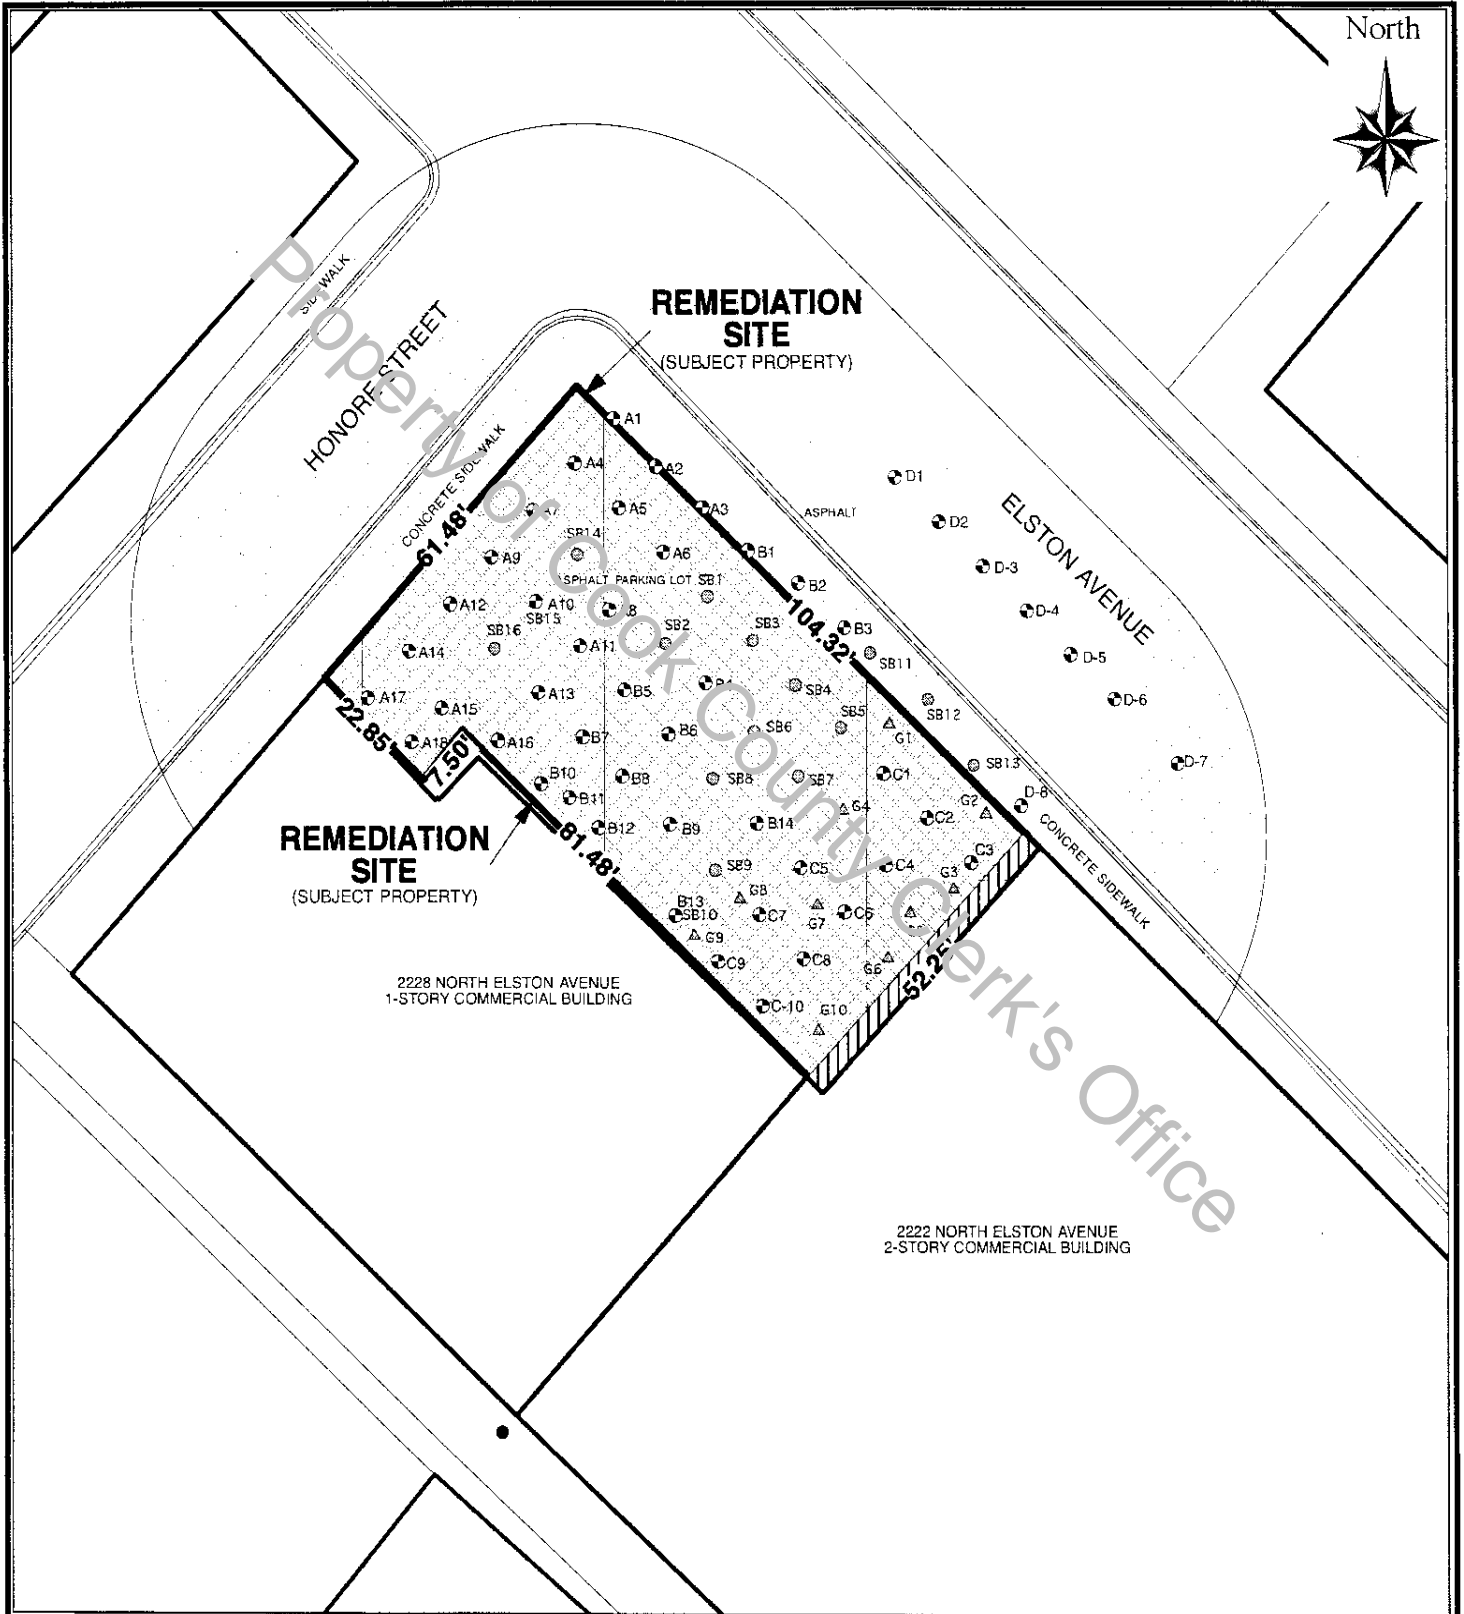 North
SIDEWALK
HONORE STREET
REMEDIATION
SITE
(SUBJECT PROPERTY)
CONCRETE SIDEWALK
61.48'
A1
A4
A2
A7
A5
A3
ASPHALT
D1
D2
ELSTON AVENUE
SB14
A9
A6
B1
D-3
ASPHALT PARKING LOT
SB1
B2
A12
A10
SB15
A8
104.32'
D-4
SB16
SB2
SB3
B3
A14
A11
SB11
D-5
A17
A13
B5
B4
SB4
SB12
D-6
22.85'
A15
SB5
G1
A18
7.50'
A16
B7
B6
SB6
SB13
D-7
B10
B8
SB8
SB7
C1
B11
G4
G2
D-8
REMEDIATION
SITE
(SUBJECT PROPERTY)
B12
B9
B14
C2
CONCRETE SIDEWALK
81.48'
SB9
C5
C4
C3
G3
G8
B13
SB10
C7
G7
C6
G9
C9
C8
G6
52.25'
2228 NORTH ELSTON AVENUE
1-STORY COMMERCIAL BUILDING
C-10
G10
2222 NORTH ELSTON AVENUE
2-STORY COMMERCIAL BUILDING
Property of Cook County Clerk's Office